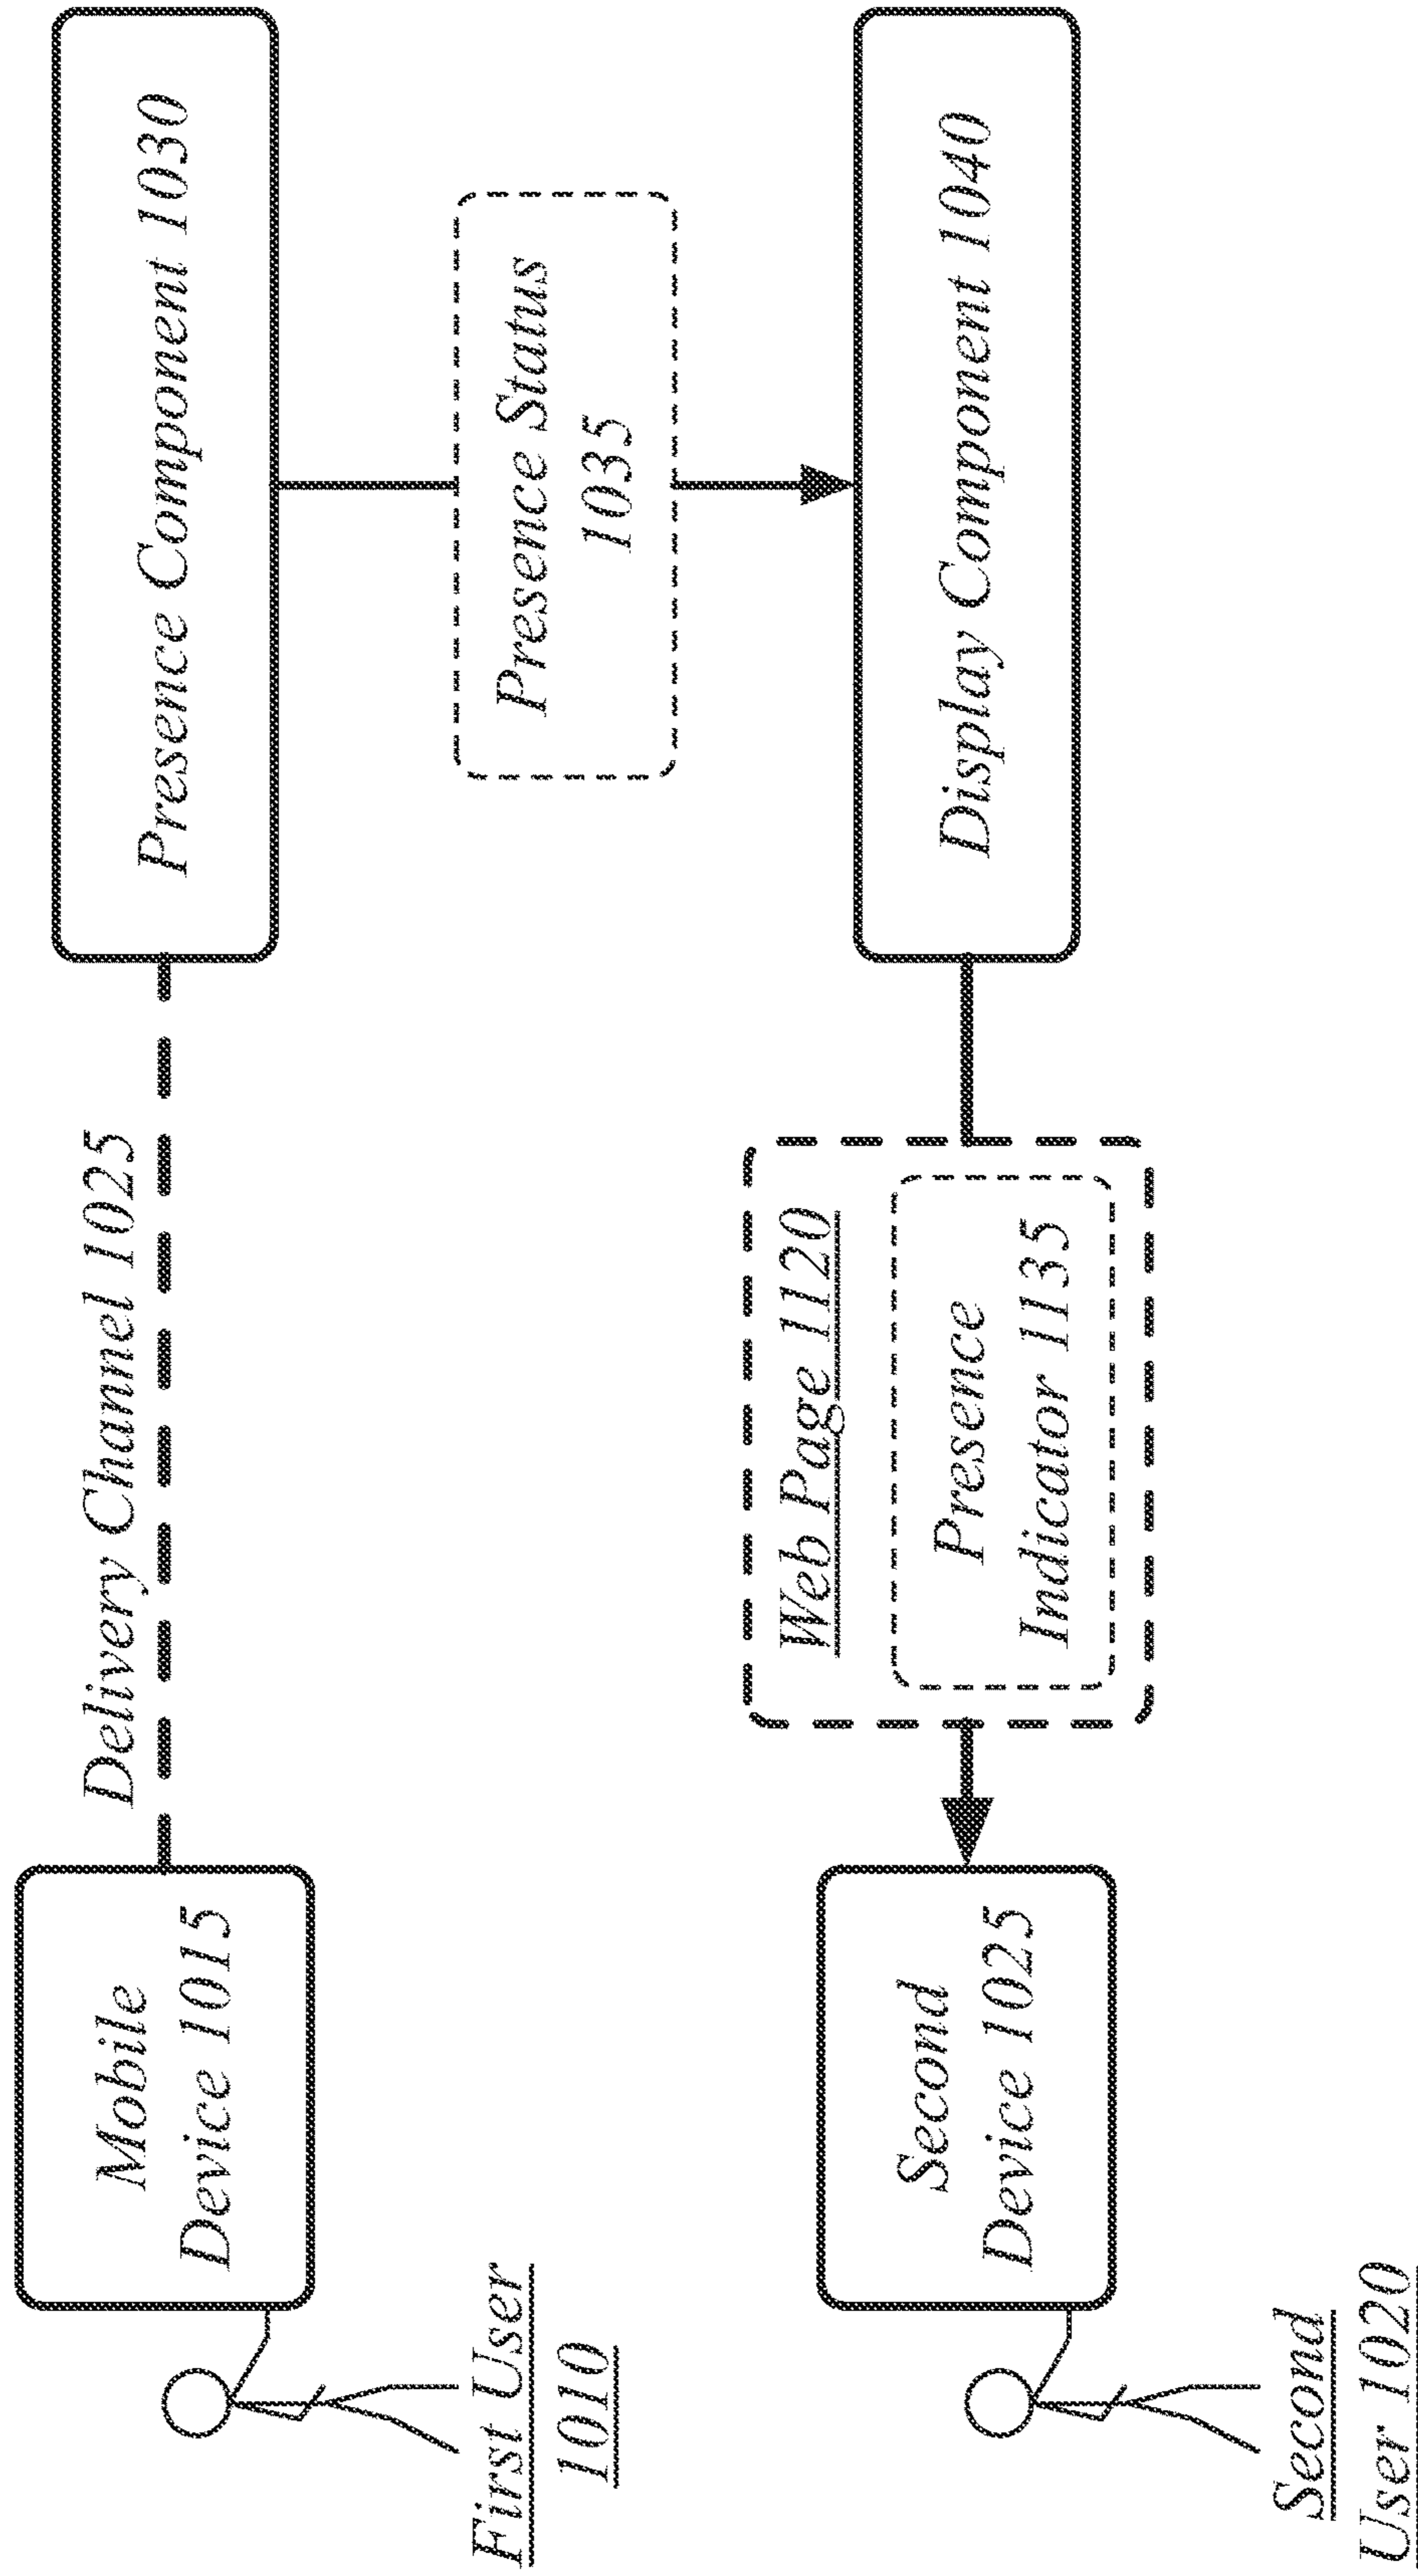 Delivery Channel 1025
Mobile
Device 1015
First User
1010
Presence Component 1030
Presence Status
1035
Web Page 1120
Presence
Indicator 1135
Second
Device 1025
Second
User 1020
Display Component 1040